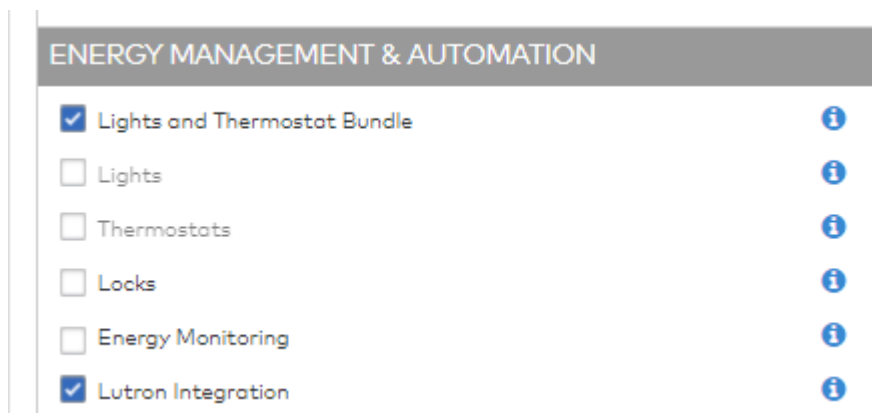 ENERGY MANAGEMENT & AUTOMATION
Lights and Thermostat Bundle
Lights
Thermostats
Locks
Energy Monitoring
Lutron Integration